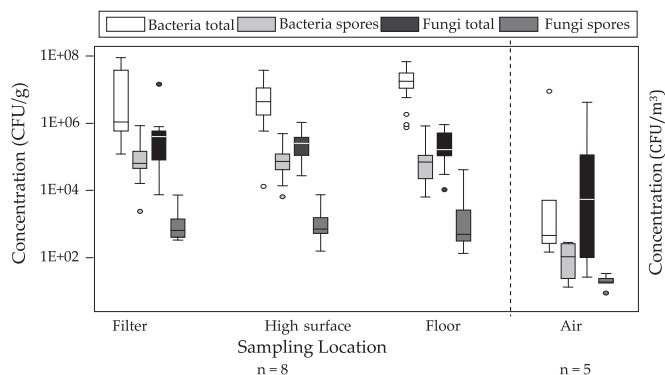 Bacteria total Bacteria spores Fungi total Fungi spores
Concentration (CFU/g)
1E+08
1E+06
1E+04
1E+02
Concentration (CFU/m³)
Filter High surface Floor Air
Sampling Location
n = 8 n = 5